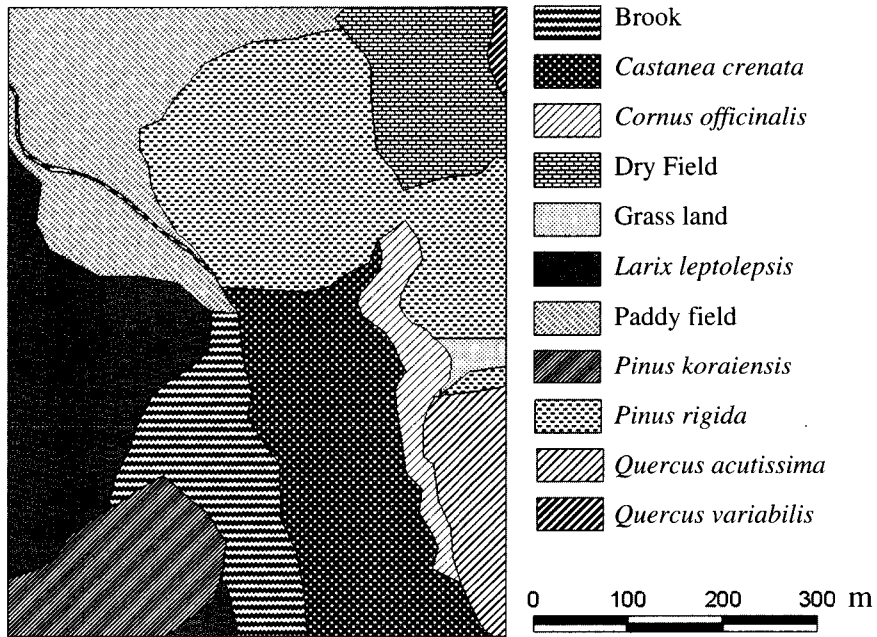 Brook
Castanea crenata
Cornus officinalis
Dry Field
Grass land
Larix leptolepsis
Paddy field
Pinus koraiensis
Pinus rigida
Quercus acutissima
Quercus variabilis
0 100 200 300 m